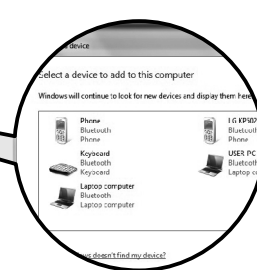 device
Select a device to add to this computer
Windows will continue to look for new devices and display them here.
Phone
Bluetooth
Phone
Keyboard
Bluetooth
Keyboard
Laptop computer
Bluetooth
Laptop computer
LG KP502
Bluetooth
Phone
USER PC
Bluetooth
Laptop co
doesn't find my device?